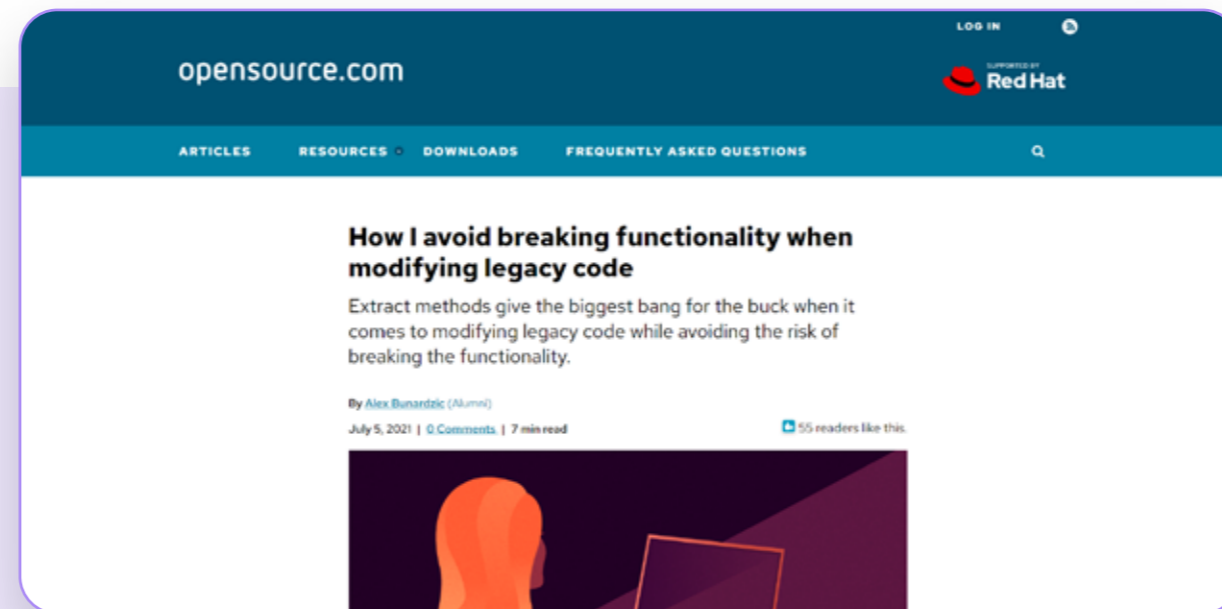 LOG IN
opensource.com
SUPPORTED BY
Red Hat
ARTICLES RESOURCES DOWNLOADS FREQUENTLY ASKED QUESTIONS
How I avoid breaking functionality when
modifying legacy code
Extract methods give the biggest bang for the buck when it
comes to modifying legacy code while avoiding the risk of
breaking the functionality.
By Alex Bunardzic (Alumni)
July 5, 2021 | 0 Comments | 7 min read 55 readers like this.